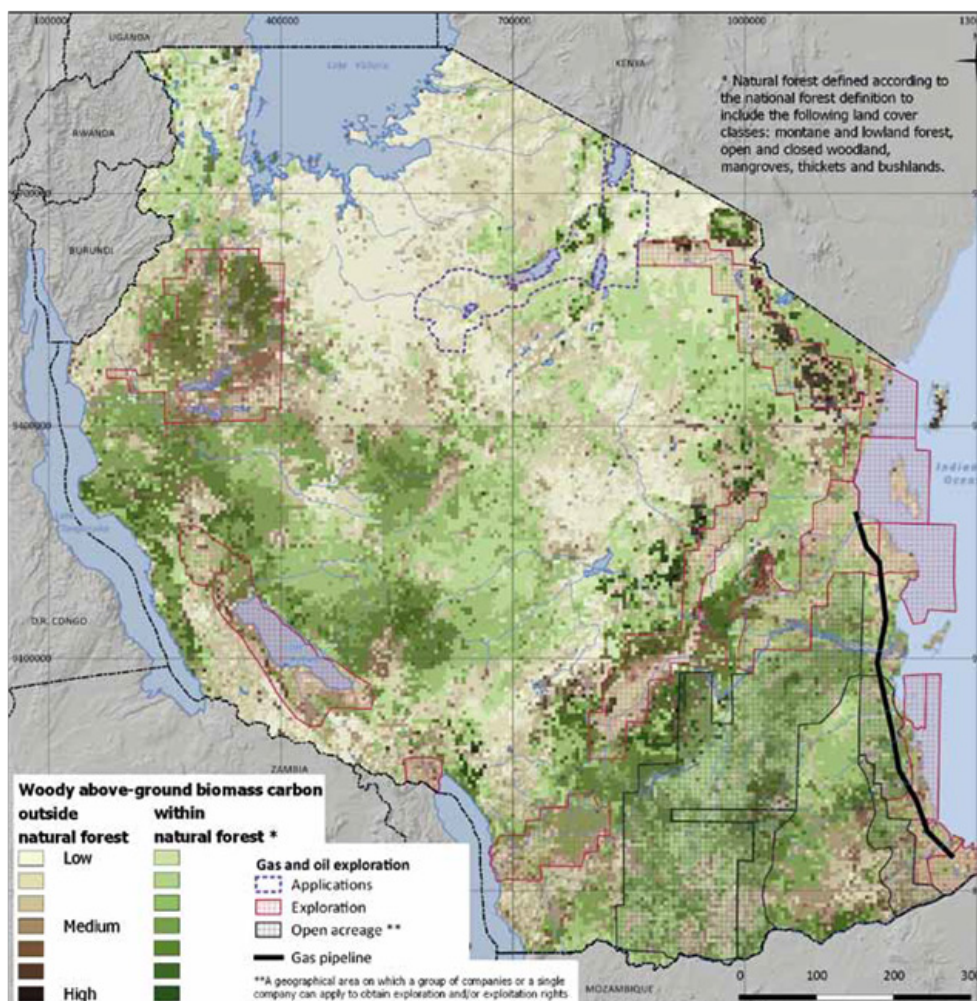 100000
400000
700000
1000000
UGANDA
Lake Victoria
KENYA
* Natural forest defined according to
the national forest definition to
include the following land cover
classes: montane and lowland forest,
open and closed woodland,
mangroves, thickets and bushlands.
RWANDA
BURUNDI
Indian
Ocean
D.R. CONGO
ZAMBIA
Woody above-ground biomass carbon
outside within
natural forest natural forest *
Low
Medium
High
Gas and oil exploration
Applications
Exploration
Open acreage **
Gas pipeline
**A geographical area on which a group of companies or a single
company can apply to obtain exploration and/or exploitation rights
MOZAMBIQUE
0 100 200 300